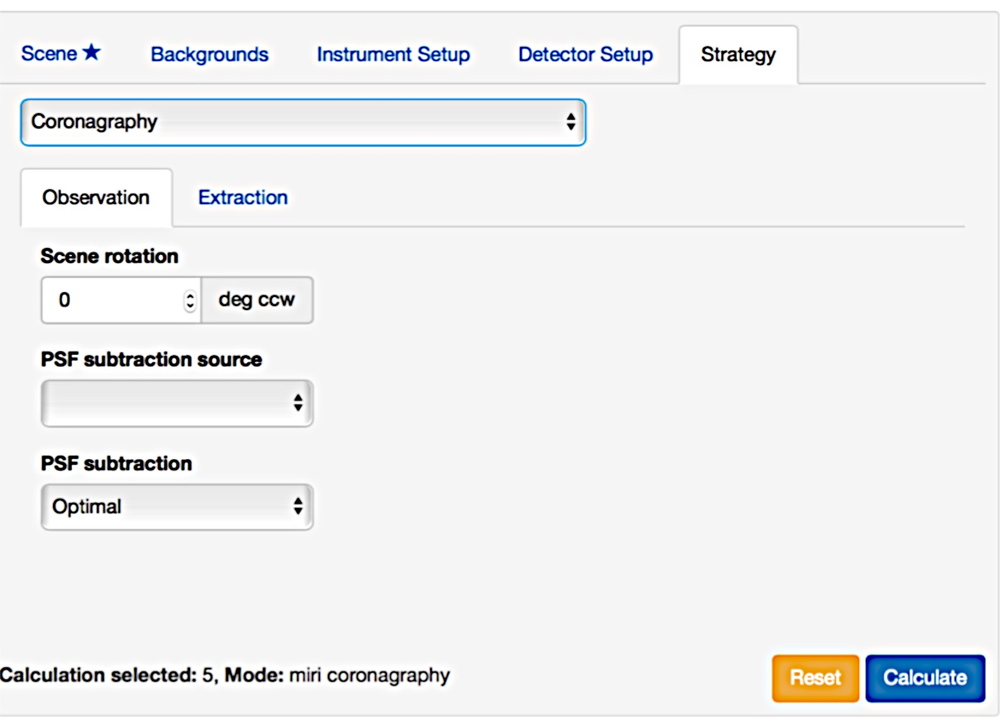 Scene ★ Backgrounds Instrument Setup Detector Setup Strategy
Coronagraphy
Observation Extraction
Scene rotation
0 deg ccw
PSF subtraction source
PSF subtraction
Optimal
Calculation selected: 5, Mode: miri coronagraphy Reset Calculate